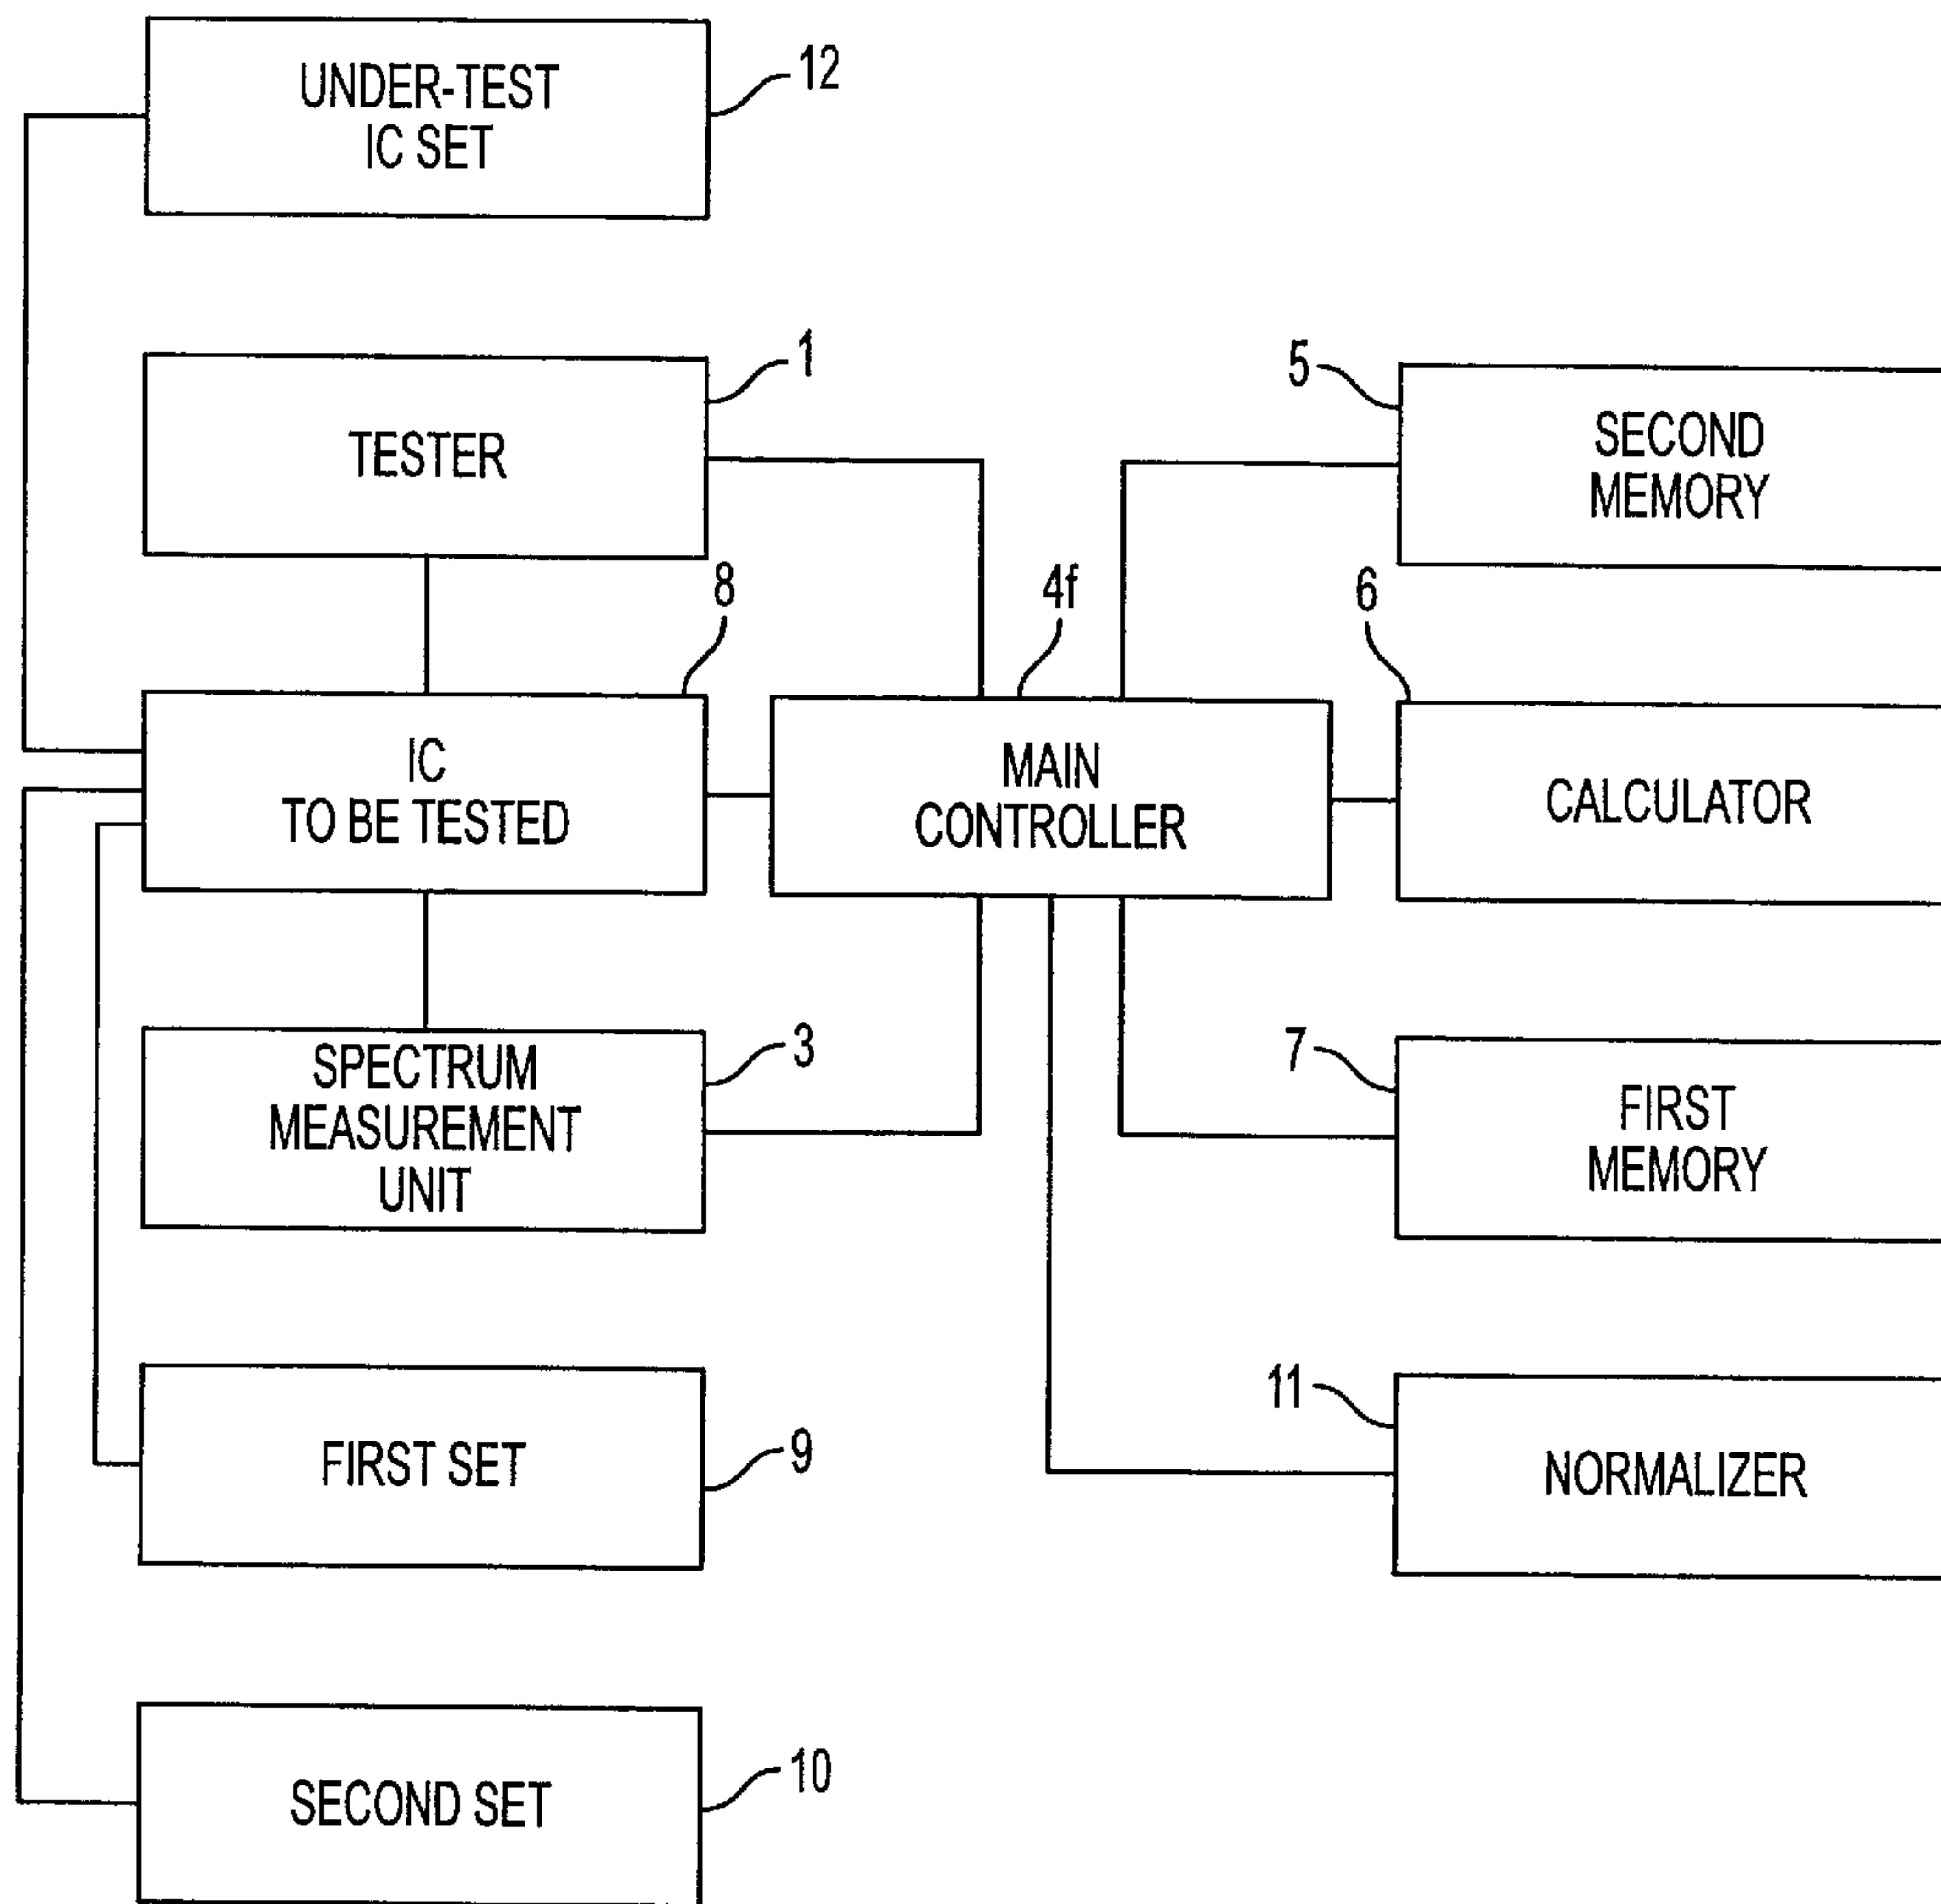 UNDER-TEST
IC SET
12
TESTER
1
5
SECOND
MEMORY
IC
TO BE TESTED
8
MAIN
CONTROLLER
4f
6
CALCULATOR
SPECTRUM
MEASUREMENT
UNIT
3
7
FIRST
MEMORY
FIRST SET
9
11
NORMALIZER
SECOND SET
10